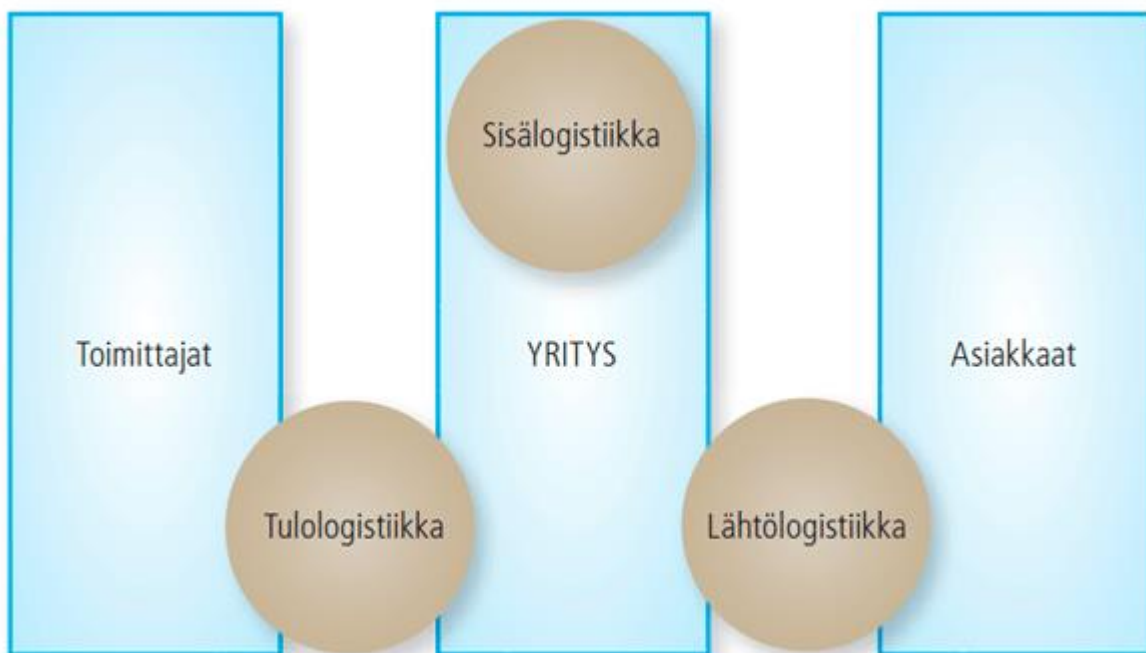 Sisälogistiikka
Toimittajat
YRITYS
Asiakkaat
Tulologistiikka
Lähtölogistiikka